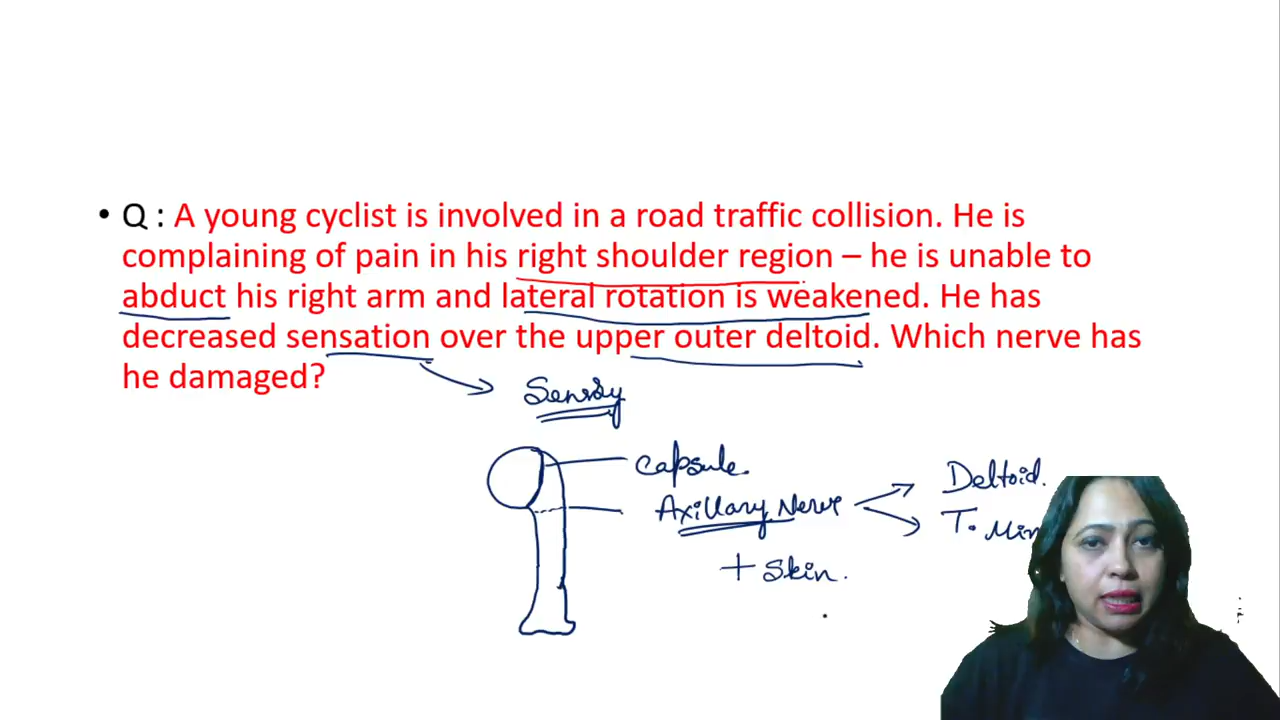 • Q : A young cyclist is involved in a road traffic collision. He is
complaining of pain in his right shoulder region – he is unable to
abduct his right arm and lateral rotation is weakened. He has
decreased sensation over the upper outer deltoid. Which nerve has
he damaged?
Sensory
Capsule.
Deltoid.
Axillary Nerve
T. Min
+ Skin.